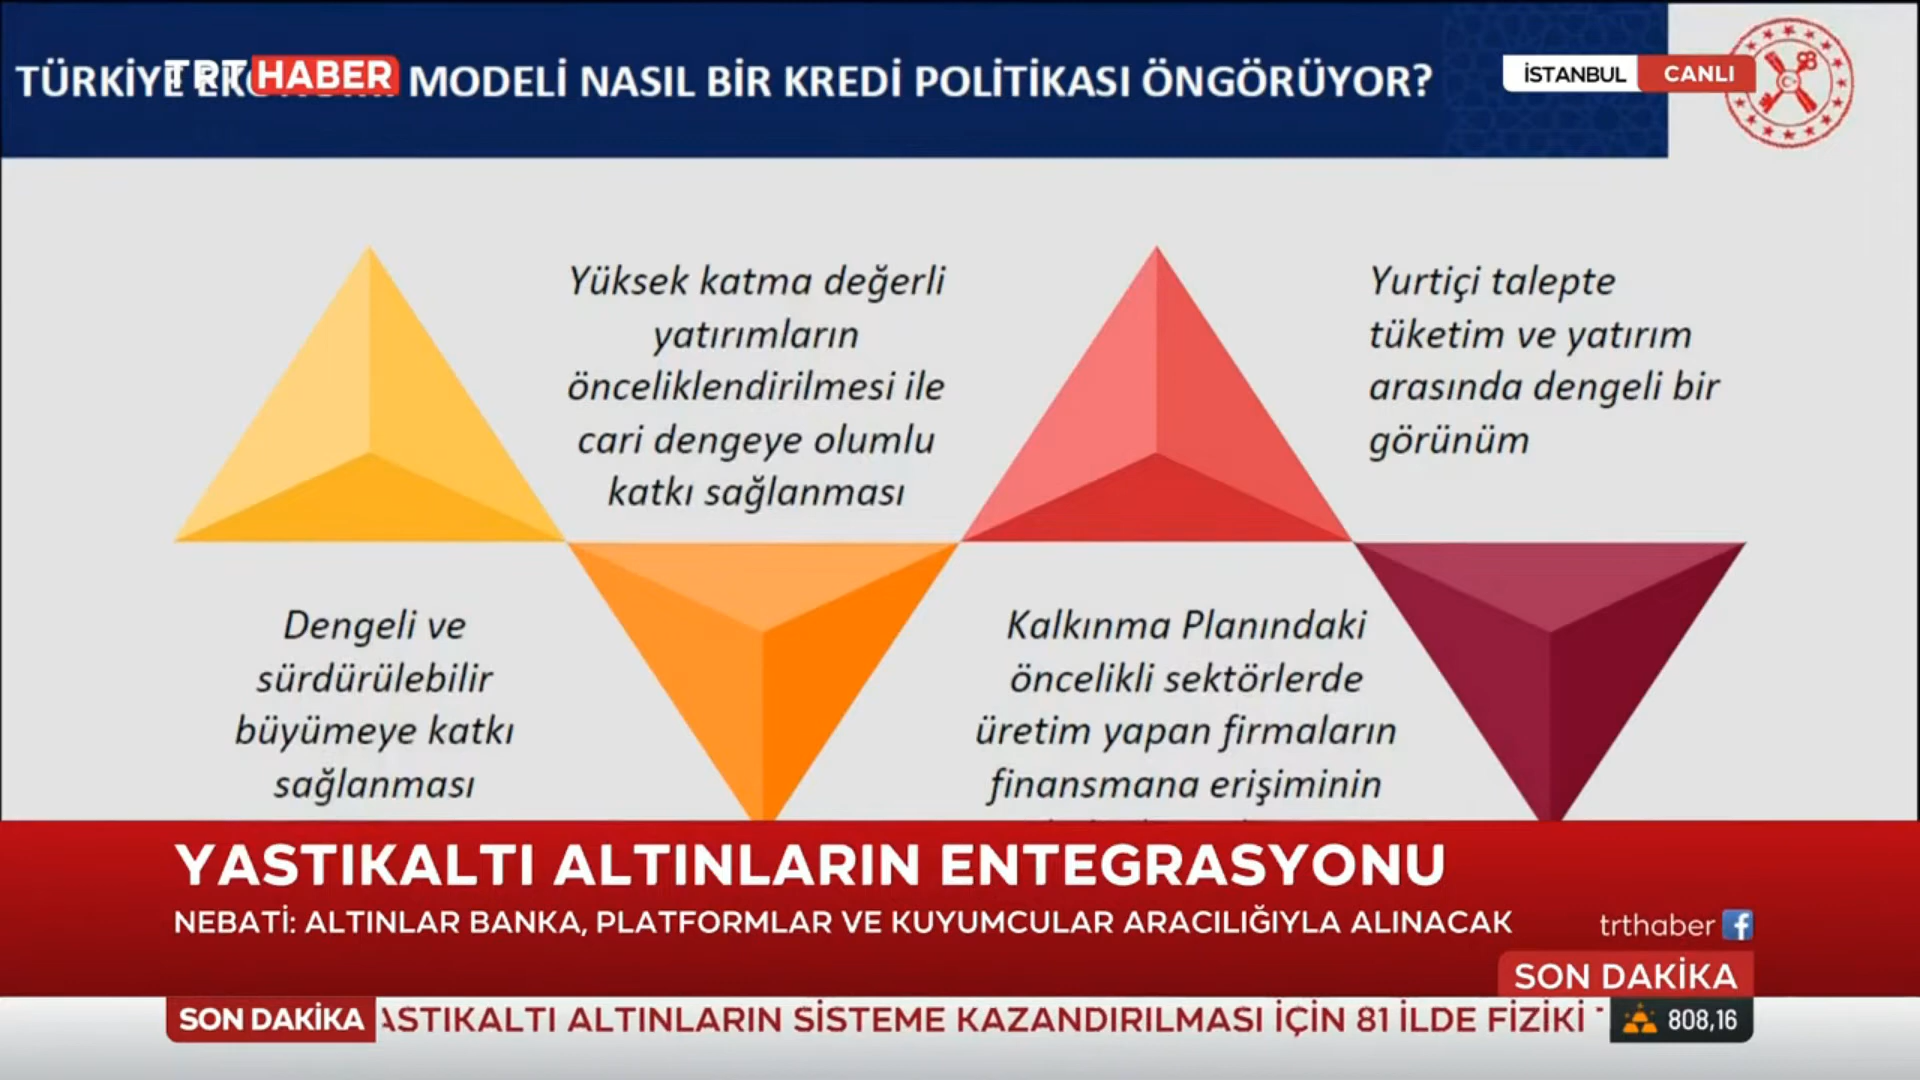 TÜRKİYE EKONOMİ MODELİ NASIL BİR KREDİ POLİTİKASI ÖNGÖRÜYOR?
TRT HABER
İSTANBUL CANLI
Yüksek katma değerli
yatırımların
önceliklendirilmesi ile
cari dengeye olumlu
katkı sağlanması
Yurtiçi talepte
tüketim ve yatırım
arasında dengeli bir
görünüm
Dengeli ve
sürdürülebilir
büyümeye katkı
sağlanması
Kalkınma Planındaki
öncelikli sektörlerde
üretim yapan firmaların
finansmana erişiminin
YASTIKALTI ALTINLARIN ENTEGRASYONU
NEBATİ: ALTINLAR BANKA, PLATFORMLAR VE KUYUMCULAR ARACILIĞIYLA ALINACAK
trthaber
SON DAKİKA
SON DAKİKA ASTIKALTI ALTINLARIN SİSTEME KAZANDIRILMASI İÇİN 81 İLDE FİZİKİ
808,16